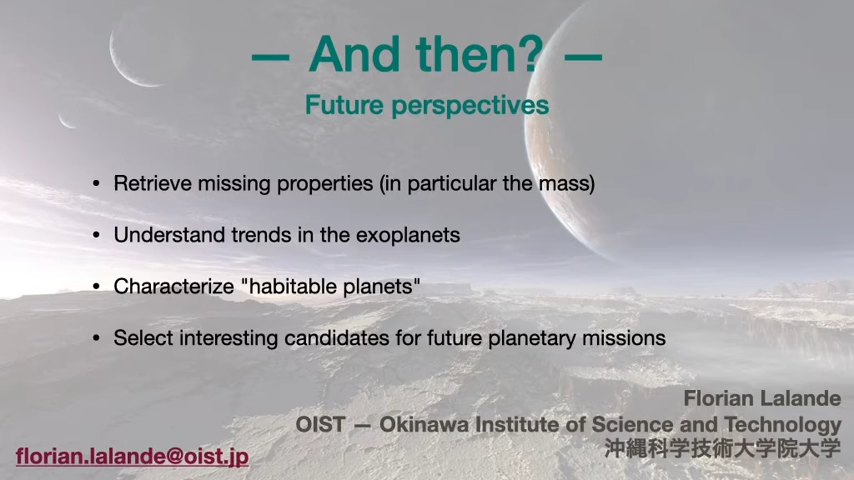 — And then? —
Future perspectives
• Retrieve missing properties (in particular the mass)
• Understand trends in the exoplanets
• Characterize "habitable planets"
• Select interesting candidates for future planetary missions
Florian Lalande
OIST — Okinawa Institute of Science and Technology
沖縄科学技術大学院大学
florian.lalande@oist.jp